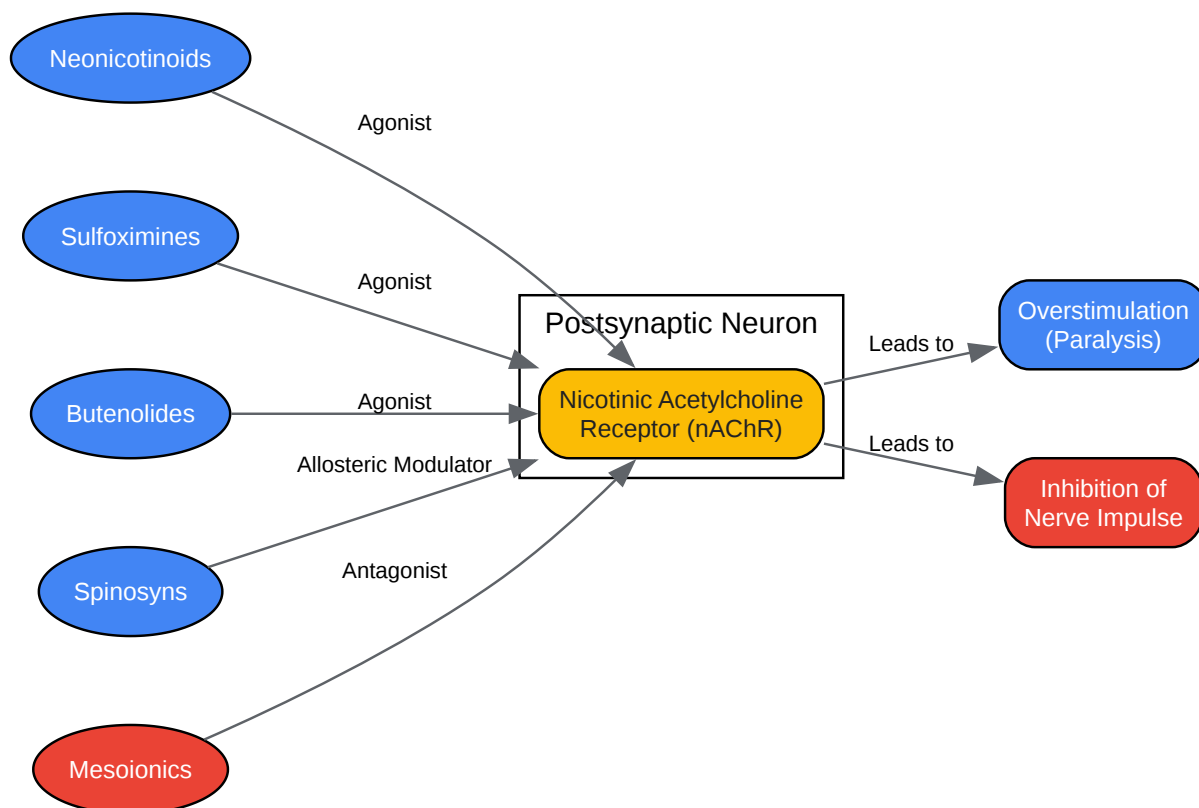 Neonicotinoids
Agonist
Sulfoximines
Agonist
Postsynaptic Neuron
Overstimulation
(Paralysis)
Leads to
Butenolides
Agonist
Nicotinic Acetylcholine
Receptor (nAChR)
Leads to
Allosteric Modulator
Inhibition of
Nerve Impulse
Spinosyns
Antagonist
Mesoionics